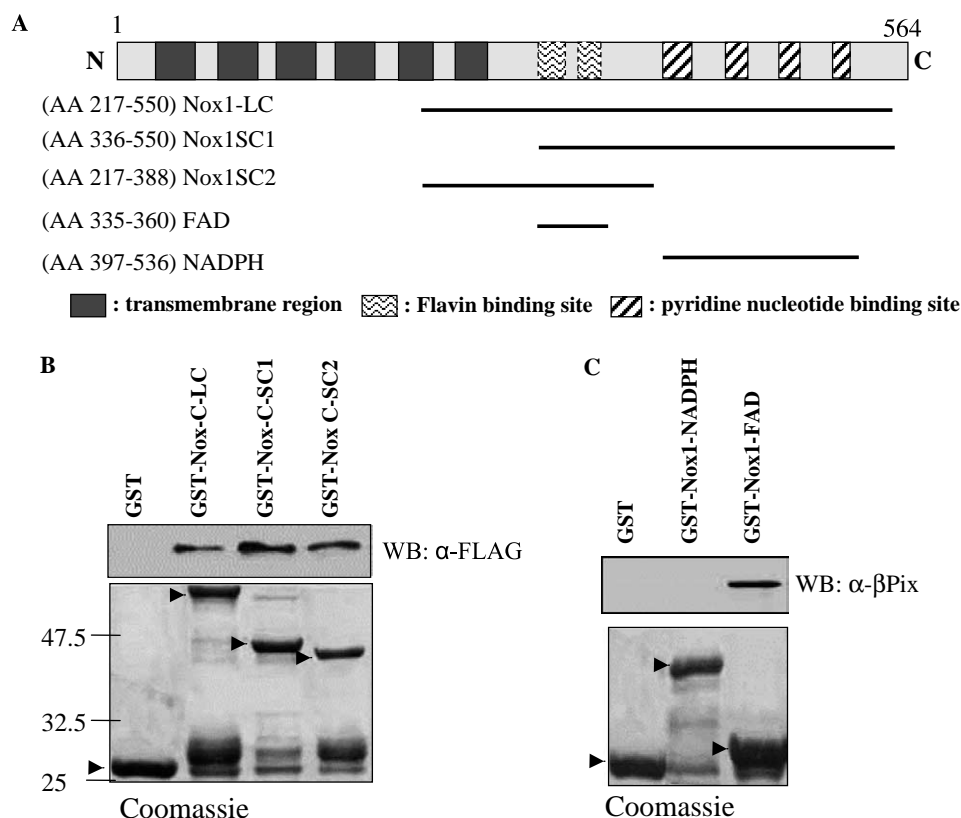 A
1
564
N
C
(AA 217-550) Nox1-LC
(AA 336-550) Nox1SC1
(AA 217-388) Nox1SC2
(AA 335-360) FAD
(AA 397-536) NADPH
: transmembrane region
: Flavin binding site
: pyridine nucleotide binding site
B
GST
GST-Nox-C-LC
GST-Nox-C-SC1
GST-Nox C-SC2
WB: α-FLAG
47.5
32.5
25
Coomassie
C
GST
GST-Nox1-NADPH
GST-Nox1-FAD
WB: α-βPix
Coomassie